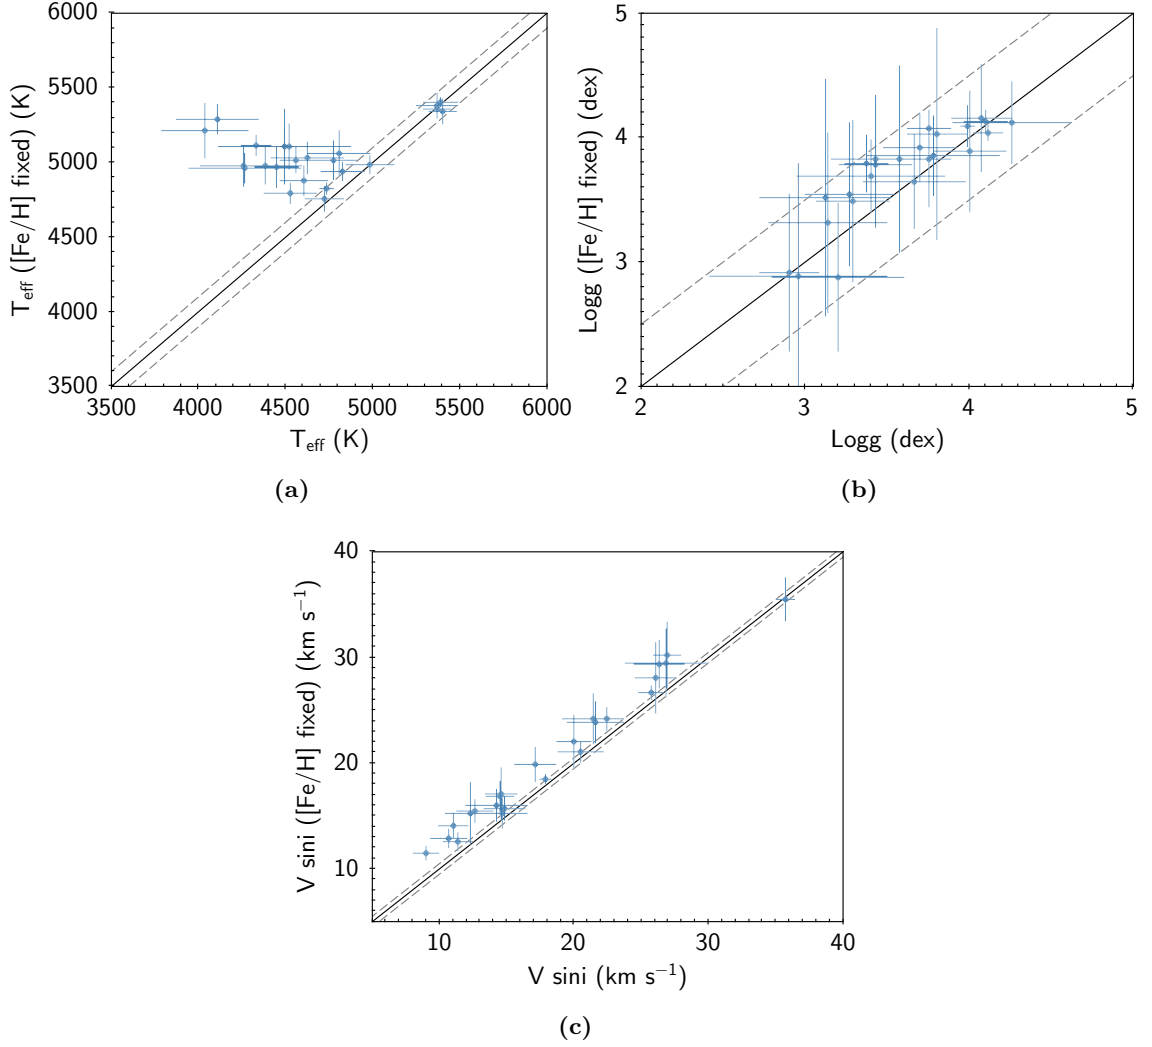 6000
5500
5000
4500
4000
3500
T_eff ([Fe/H] fixed) (K)
3500 4000 4500 5000 5500 6000
T_eff (K)
(a)
5
4
3
2
Logg ([Fe/H] fixed) (dex)
2 3 4 5
Logg (dex)
(b)
40
30
20
10
V sini ([Fe/H] fixed) (km s⁻¹)
10 20 30 40
V sini (km s⁻¹)
(c)